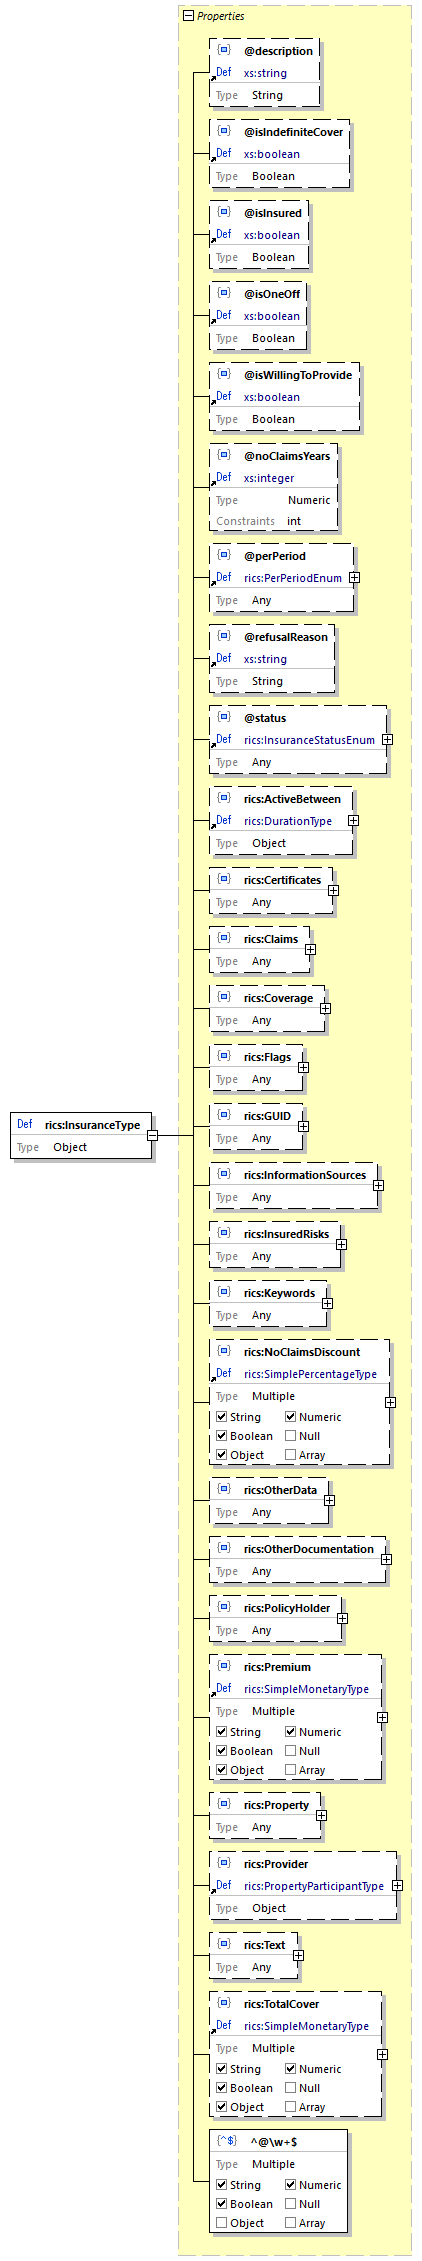 Properties
@description
Def xs:string
Type String
@isIndefiniteCover
Def xs:boolean
Type Boolean
@isInsured
Def xs:boolean
Type Boolean
@isOneOff
Def xs:boolean
Type Boolean
@isWillingToProvide
Def xs:boolean
Type Boolean
@noClaimsYears
Def xs:integer
Type Numeric
Constraints int
@perPeriod
Def rics:PerPeriodEnum
Type Any
@refusalReason
Def xs:string
Type String
@status
Def rics:InsuranceStatusEnum
Type Any
rics:ActiveBetween
Def rics:DurationType
Type Object
rics:Certificates
Type Any
rics:Claims
Type Any
rics:Coverage
Type Any
rics:Flags
Type Any
rics:GUID
Type Any
Def rics:InsuranceType
Type Object
rics:InformationSources
Type Any
rics:InsuredRisks
Type Any
rics:Keywords
Type Any
rics:NoClaimsDiscount
Def rics:SimplePercentageType
Type Multiple
String Numeric
Boolean Null
Object Array
rics:OtherData
Type Any
rics:OtherDocumentation
Type Any
rics:PolicyHolder
Type Any
rics:Premium
Def rics:SimpleMonetaryType
Type Multiple
String Numeric
Boolean Null
Object Array
rics:Property
Type Any
rics:Provider
Def rics:PropertyParticipantType
Type Object
rics:Text
Type Any
rics:TotalCover
Def rics:SimpleMonetaryType
Type Multiple
String Numeric
Boolean Null
Object Array
{^$} ^@\w+$
Type Multiple
String Numeric
Boolean Null
Object Array